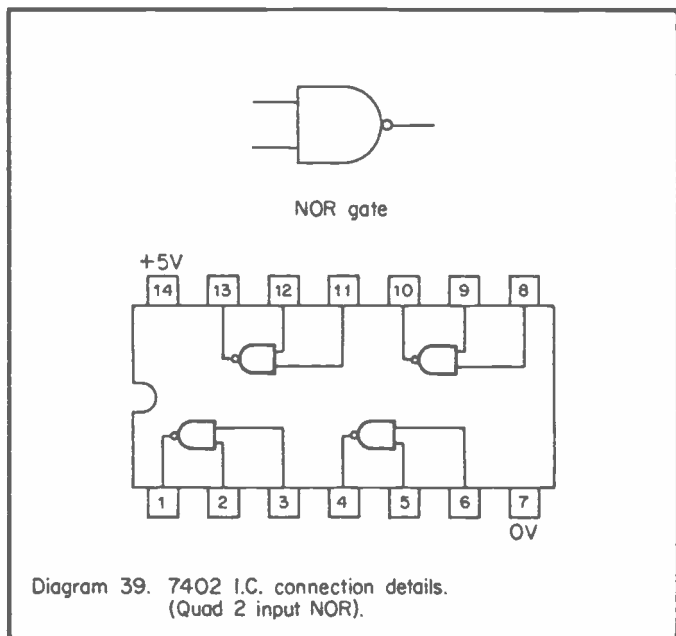 NOR gate
+5V
14 13 12 11 10 9 8
1 2 3 4 5 6 7
0V
Diagram 39. 7402 I.C. connection details.
(Quad 2 input NOR).